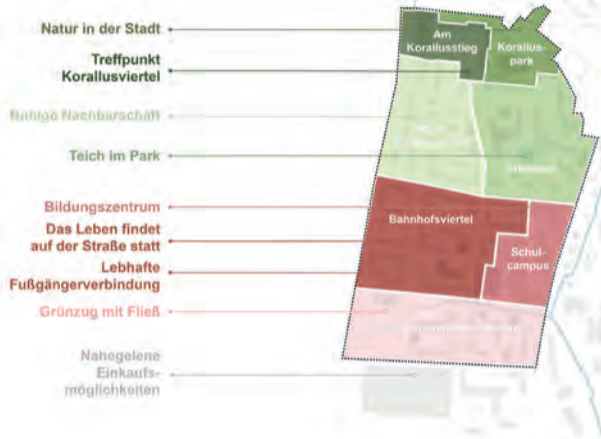 Natur in der Stadt
Treffpunkt
Korallusviertel
Ruhige Nachbarschaft
Teich im Park
Bildungszentrum
Das Leben findet
auf der Straße statt
Lebhafte
Fußgängerverbindung
Grünzug mit Fließ
Nahegelene
Einkaufs-
möglichkeiten
Am
Korallusstieg
Korallus-
park
Bahnhofsviertel
Schul-
campus